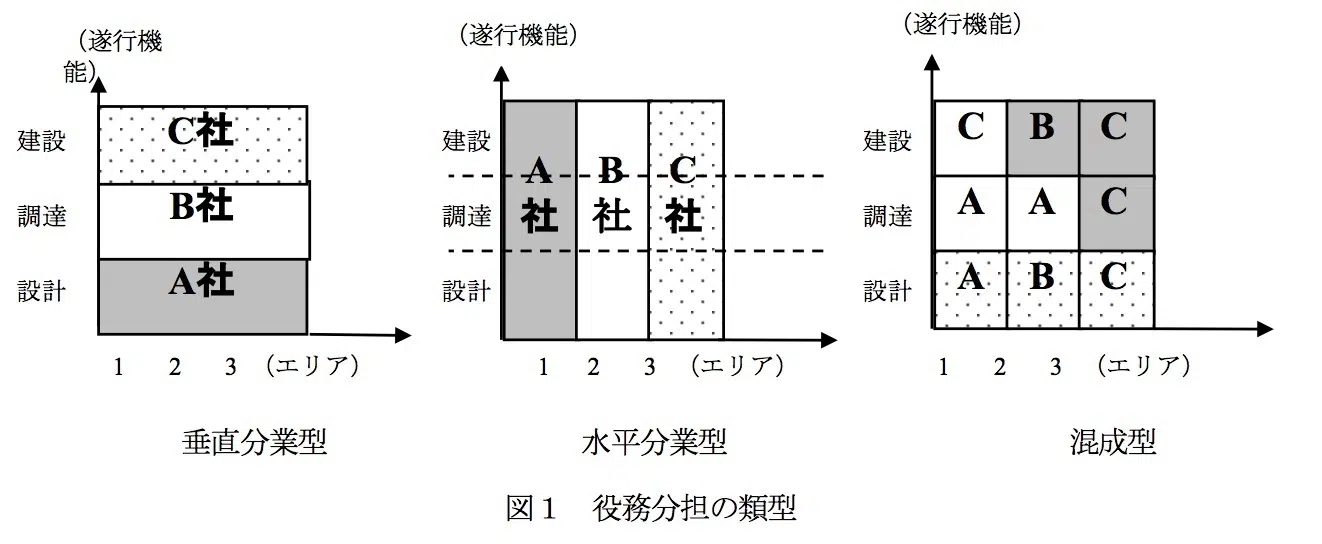 （遂行機
能）
建設
調達
設計
C社
B社
A社
1 2 3 （エリア）
垂直分業型
（遂行機能）
建設
調達
設計
A
社
B
社
C
社
1 2 3 （エリア）
水平分業型
（遂行機能）
建設
調達
設計
C B C
A A C
A B C
1 2 3 （エリア）
混成型
図１　役務分担の類型